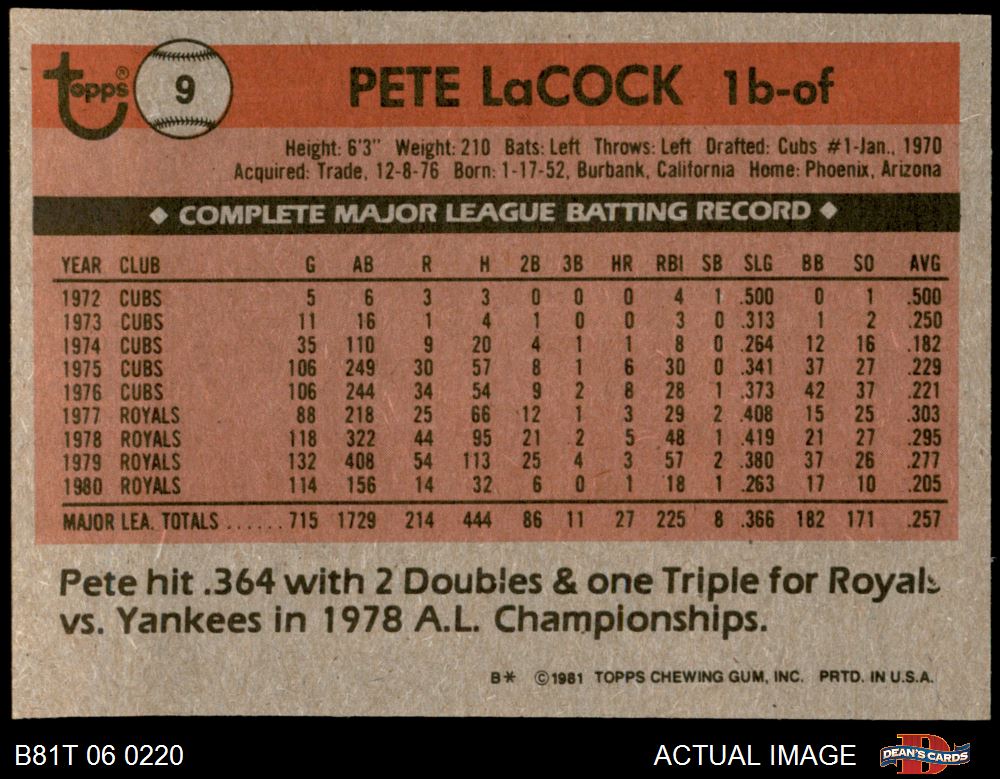 topps® 9 PETE LaCOCK 1b-of
Height: 6'3" Weight: 210 Bats: Left Throws: Left Drafted: Cubs #1-Jan., 1970
Acquired: Trade, 12-8-76 Born: 1-17-52, Burbank, California Home: Phoenix, Arizona
◆ COMPLETE MAJOR LEAGUE BATTING RECORD ◆
YEAR CLUB G AB R H 2B 3B HR RBI SB SLG BB SO AVG
1972 CUBS 5 6 3 3 0 0 0 4 1 .500 0 1 .500
1973 CUBS 11 16 1 4 1 0 0 3 0 .313 1 2 .250
1974 CUBS 35 110 9 20 4 1 1 8 0 .264 12 16 .182
1975 CUBS 106 249 30 57 8 1 6 30 0 .341 37 27 .229
1976 CUBS 106 244 34 54 9 2 8 28 1 .373 42 37 .221
1977 ROYALS 88 218 25 66 12 1 3 29 2 .408 15 25 .303
1978 ROYALS 118 322 44 95 21 2 5 48 1 .419 21 27 .295
1979 ROYALS 132 408 54 113 25 4 3 57 2 .380 37 26 .277
1980 ROYALS 114 156 14 32 6 0 1 18 1 .263 17 10 .205
MAJOR LEA. TOTALS ...... 715 1729 214 444 86 11 27 225 8 .366 182 171 .257
Pete hit .364 with 2 Doubles & one Triple for Royals
vs. Yankees in 1978 A.L. Championships.
B* ©1981 TOPPS CHEWING GUM, INC. PRTD. IN U.S.A.
B81T 06 0220 ACTUAL IMAGE D DEAN'S CARDS